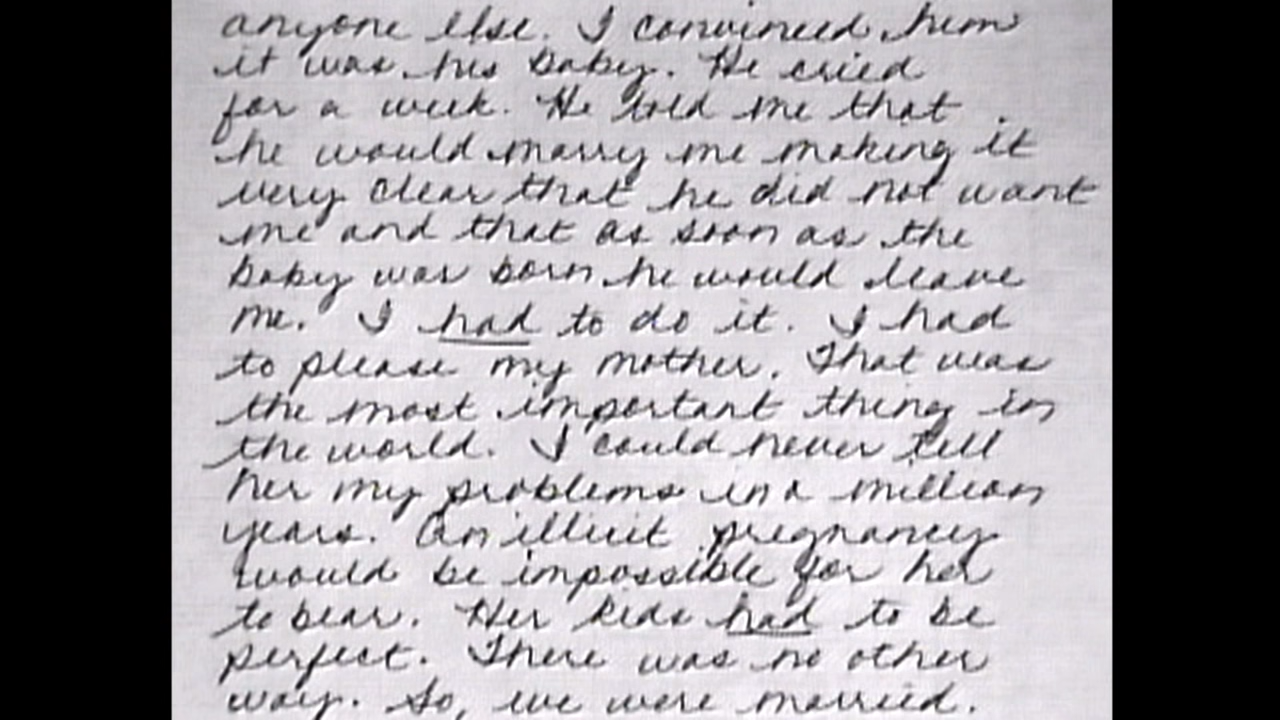 anyone else. I convinced him
it was his baby. He cried
for a week. He told me that
he would marry me making it
very clear that he did not want
me and that as soon as the
baby was born he would leave
me. I had to do it. I had
to please my mother. That was
the most important thing in
the world. I could never tell
her my problems in a million
years. An illicit pregnancy
would be impossible for her
to bear. Her kids had to be
perfect. There was no other
way. So, we were married.